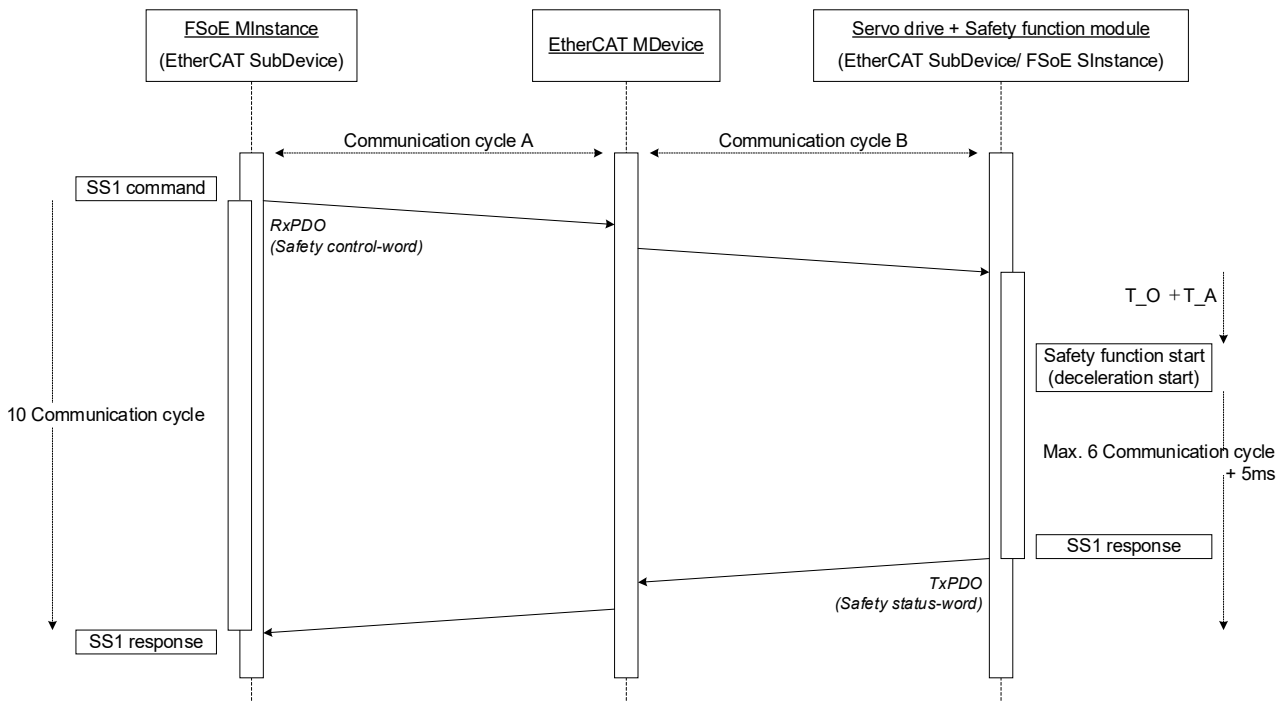 FSoE MInstance
(EtherCAT SubDevice)
EtherCAT MDevice
Servo drive + Safety function module
(EtherCAT SubDevice/ FSoE SInstance)
Communication cycle A
Communication cycle B
SS1 command
RxPDO
(Safety control-word)
T_O +T_A
Safety function start
(deceleration start)
10 Communication cycle
Max. 6 Communication cycle
+ 5ms
SS1 response
TxPDO
(Safety status-word)
SS1 response